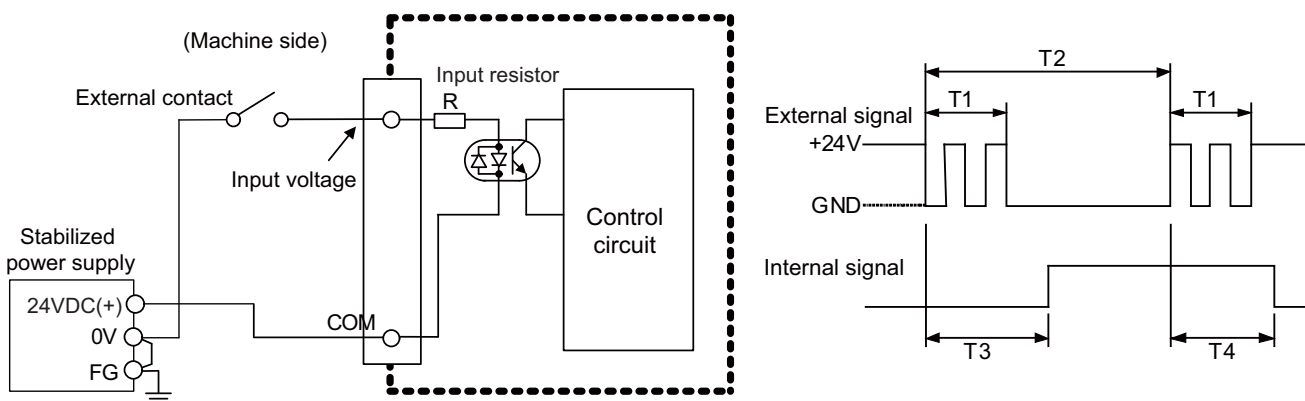 (Machine side)
External contact
Input voltage
Input resistor
R
Control
circuit
Stabilized
power supply
24VDC(+)
0V
FG
COM
T2
T1
T1
External signal
+24V
GND
Internal signal
T3
T4